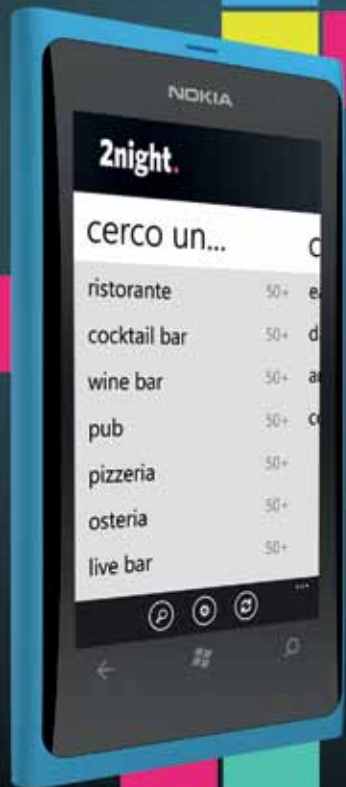 NOKIA
2night.
cerco un...
ristorante 50+
cocktail bar 50+
wine bar 50+
pub 50+
pizzeria 50+
osteria 50+
live bar